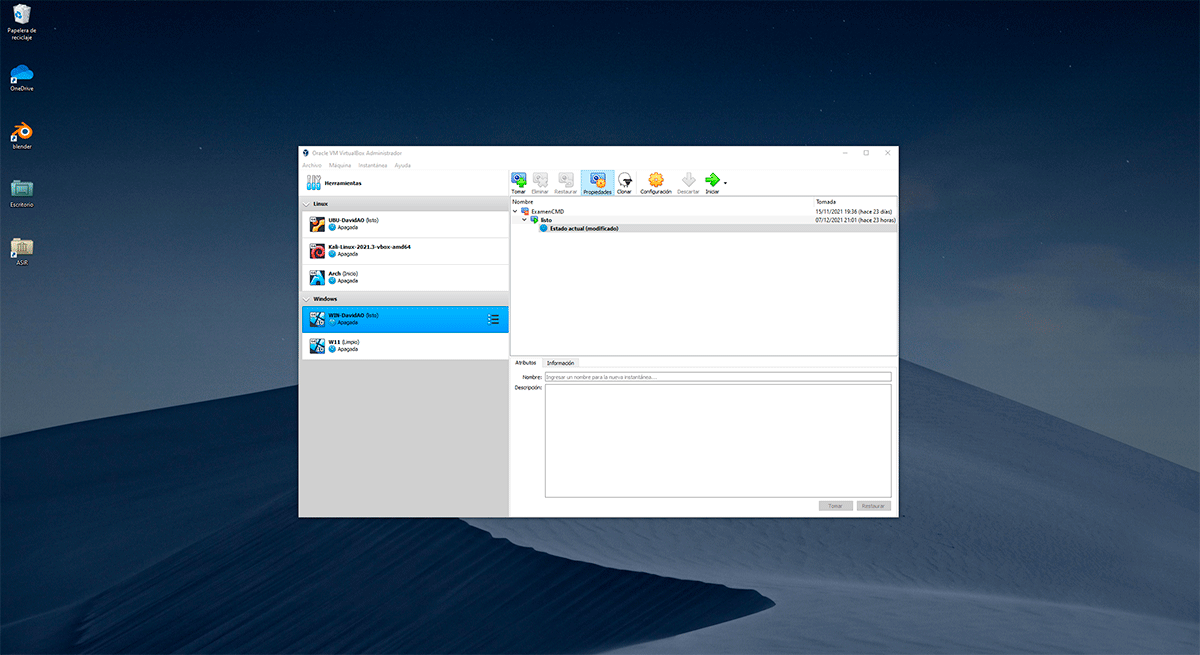 Papelera de
reciclaje
OneDrive
blender
Escritorio
ASIR
Oracle VM VirtualBox Administrador
Archivo Máquina Instantánea Ayuda
Herramientas
Linux
UBU-DavidAO (listo)
Apagada
Kali-Linux-2021.3-vbox-amd64
Apagada
Arch (Inicio)
Apagada
Windows
WIN-DavidAO (listo)
Apagada
W11 (Limpio)
Apagada
Tomar Eliminar Restaurar Propiedades Clonar Configuración Descartar Iniciar
Nombre Tomada
ExamenCMD 15/11/2021 19:36 (hace 23 días)
listo 07/12/2021 21:01 (hace 23 horas)
Estado actual (modificado)
Atributos Información
Nombre: Ingresar un nombre para la nueva instantánea...
Descripción:
Tomar Restaurar